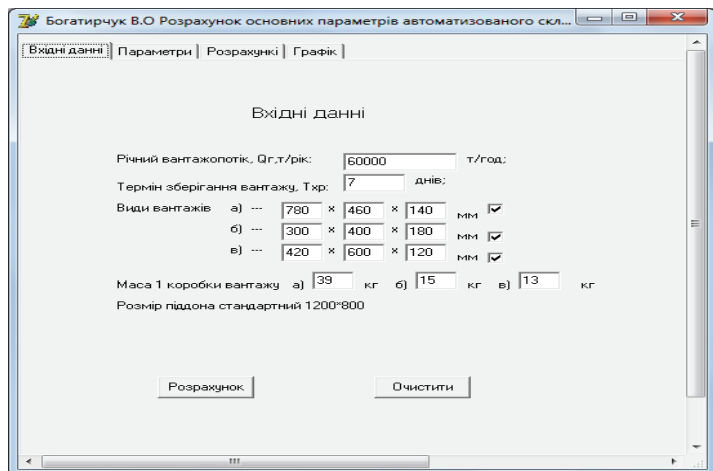 Богатирчук В.О Розрахунок основних параметрів автоматизованого скл...
Вхідні данні Параметри Розрахункі Графік
Вхідні данні
Річний вантажопотік, Qг,т/рік: 60000 т/год;
Термін зберігання вантажу, Тхр: 7 днів;
Види вантажів а) --- 780 × 460 × 140 мм
б) --- 300 × 400 × 180 мм
в) --- 420 × 600 × 120 мм
Маса 1 коробки вантажу а) 39 кг б) 15 кг в) 13 кг
Розмір піддона стандартний 1200*800
Розрахунок Очистити